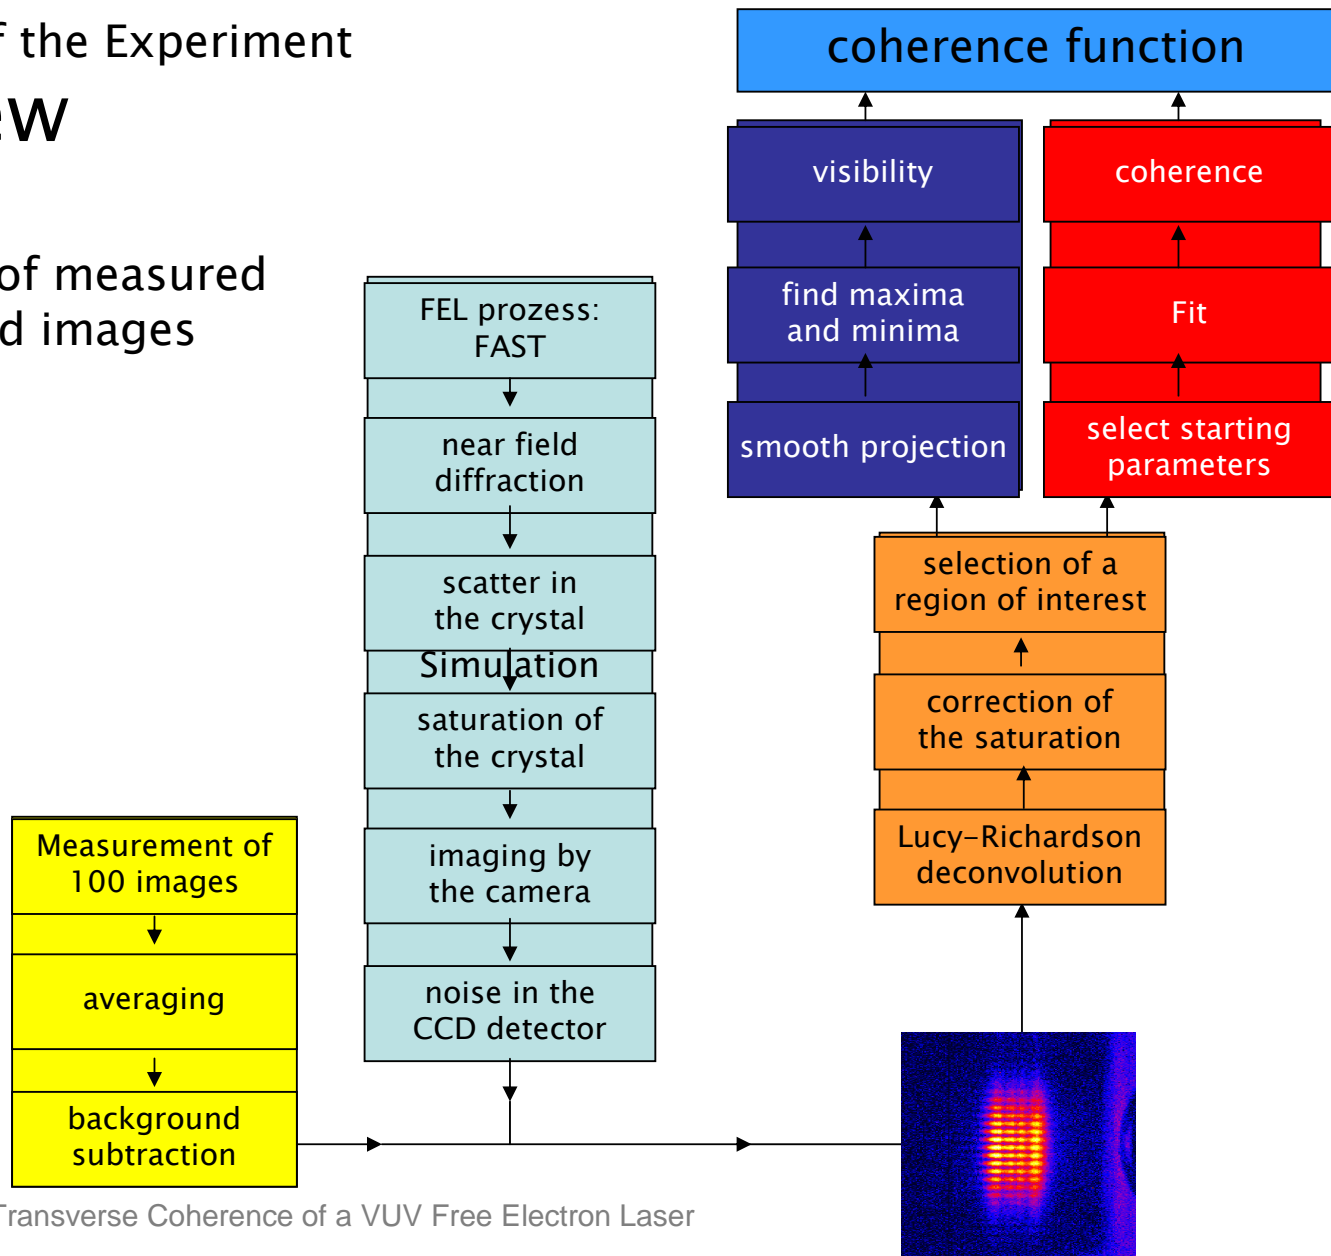 f the Experiment
ew
of measured
d images
coherence function
visibility
find maxima
and minima
smooth projection
coherence
Fit
select starting
parameters
FEL prozess:
FAST
near field
diffraction
scatter in
the crystal
Simulation
saturation of
the crystal
imaging by
the camera
noise in the
CCD detector
selection of a
region of interest
correction of
the saturation
Lucy-Richardson
deconvolution
Measurement of
100 images
averaging
background
subtraction
Transverse Coherence of a VUV Free Electron Laser